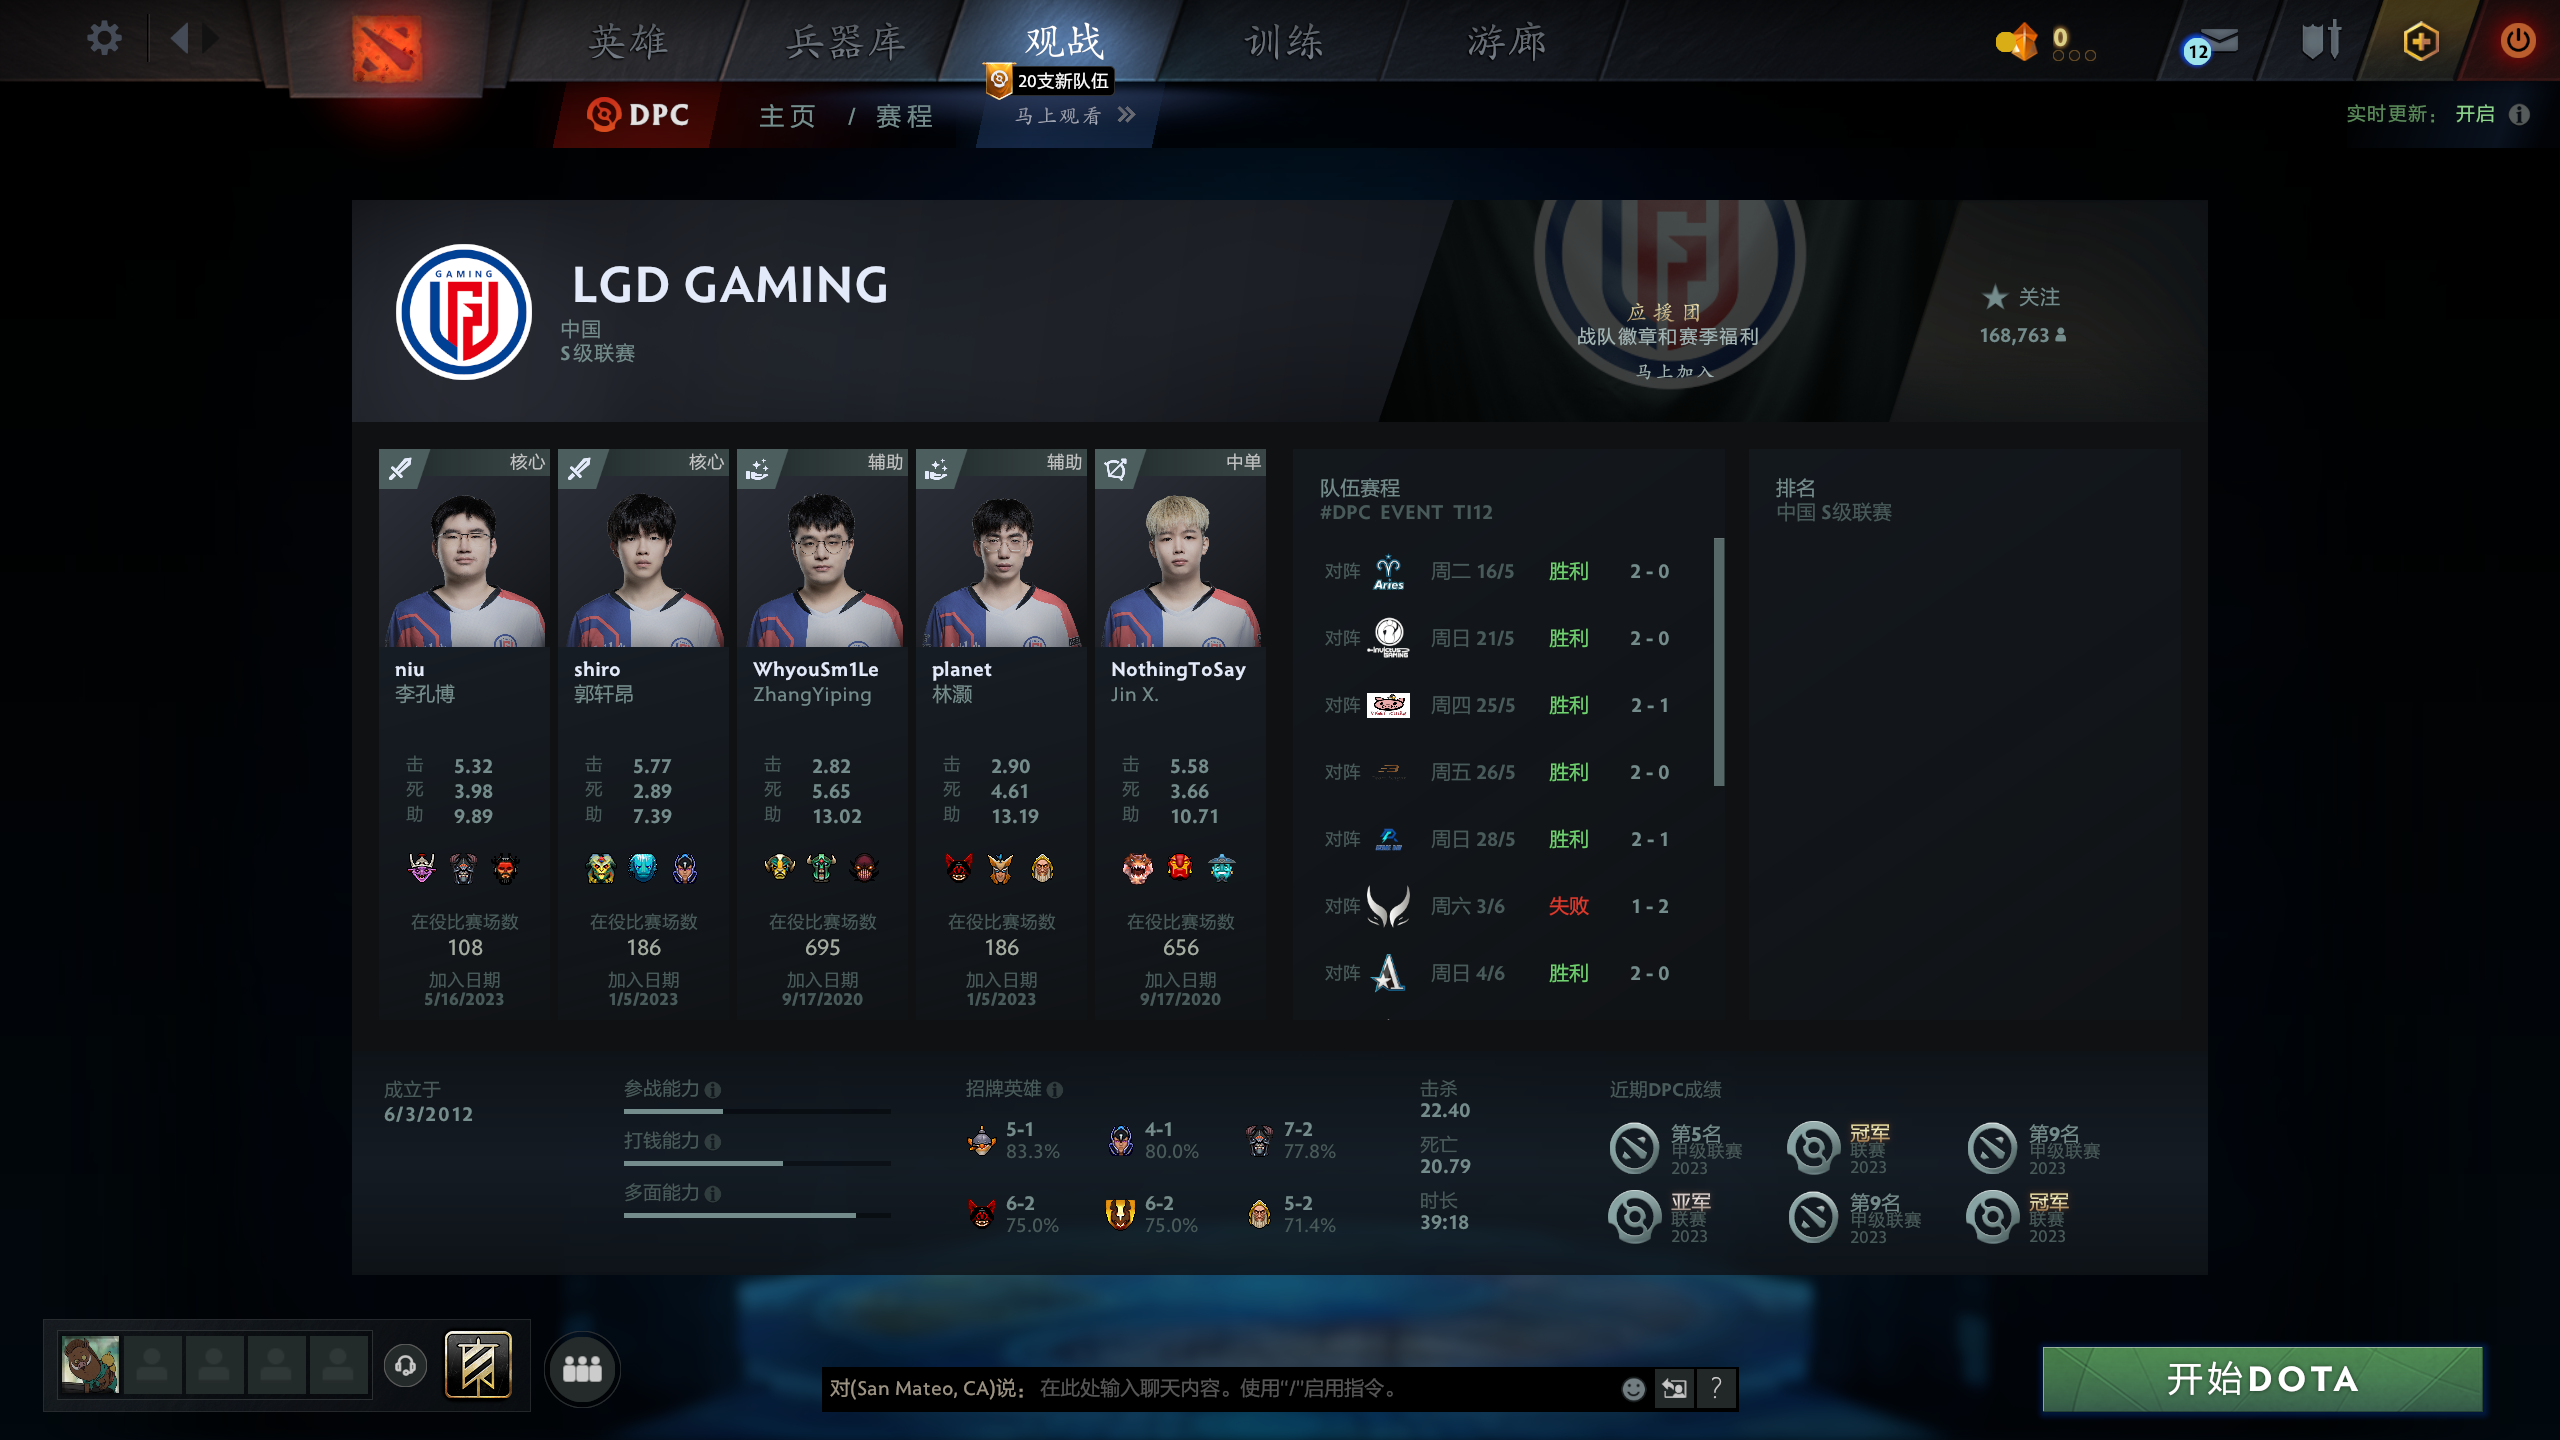 英雄
兵器库
观战
训练
游廊
0
12
20支新队伍
DPC
主页
/
赛程
马上观看
实时更新：
开启
GAMING
LGD GAMING
中国
S级联赛
应援团
战队徽章和赛季福利
马上加入
关注
168,763
核心
niu
李孔博
击 5.32
死 3.98
助 9.89
在役比赛场数
108
加入日期
5/16/2023
核心
shiro
郭轩昂
击 5.77
死 2.89
助 7.39
在役比赛场数
186
加入日期
1/5/2023
辅助
WhyouSm1Le
ZhangYiping
击 2.82
死 5.65
助 13.02
在役比赛场数
695
加入日期
9/17/2020
辅助
planet
林灏
击 2.90
死 4.61
助 13.19
在役比赛场数
186
加入日期
1/5/2023
中单
NothingToSay
Jin X.
击 5.58
死 3.66
助 10.71
在役比赛场数
656
加入日期
9/17/2020
队伍赛程
#DPC EVENT TI12
对阵 Aries 周二 16/5 胜利 2 - 0
对阵 invictus GAMING 周日 21/5 胜利 2 - 0
对阵 周四 25/5 胜利 2 - 1
对阵 周五 26/5 胜利 2 - 0
对阵 周日 28/5 胜利 2 - 1
对阵 周六 3/6 失败 1 - 2
对阵 周日 4/6 胜利 2 - 0
排名
中国 S级联赛
成立于
6/3/2012
参战能力
打钱能力
多面能力
招牌英雄
5-1
83.3%
4-1
80.0%
7-2
77.8%
6-2
75.0%
6-2
75.0%
5-2
71.4%
击杀
22.40
死亡
20.79
时长
39:18
近期DPC成绩
第5名
甲级联赛
2023
冠军
联赛
2023
第9名
甲级联赛
2023
亚军
联赛
2023
第9名
甲级联赛
2023
冠军
联赛
2023
对(San Mateo, CA)说： 在此处输入聊天内容。使用“/”启用指令。
?
开始DOTA